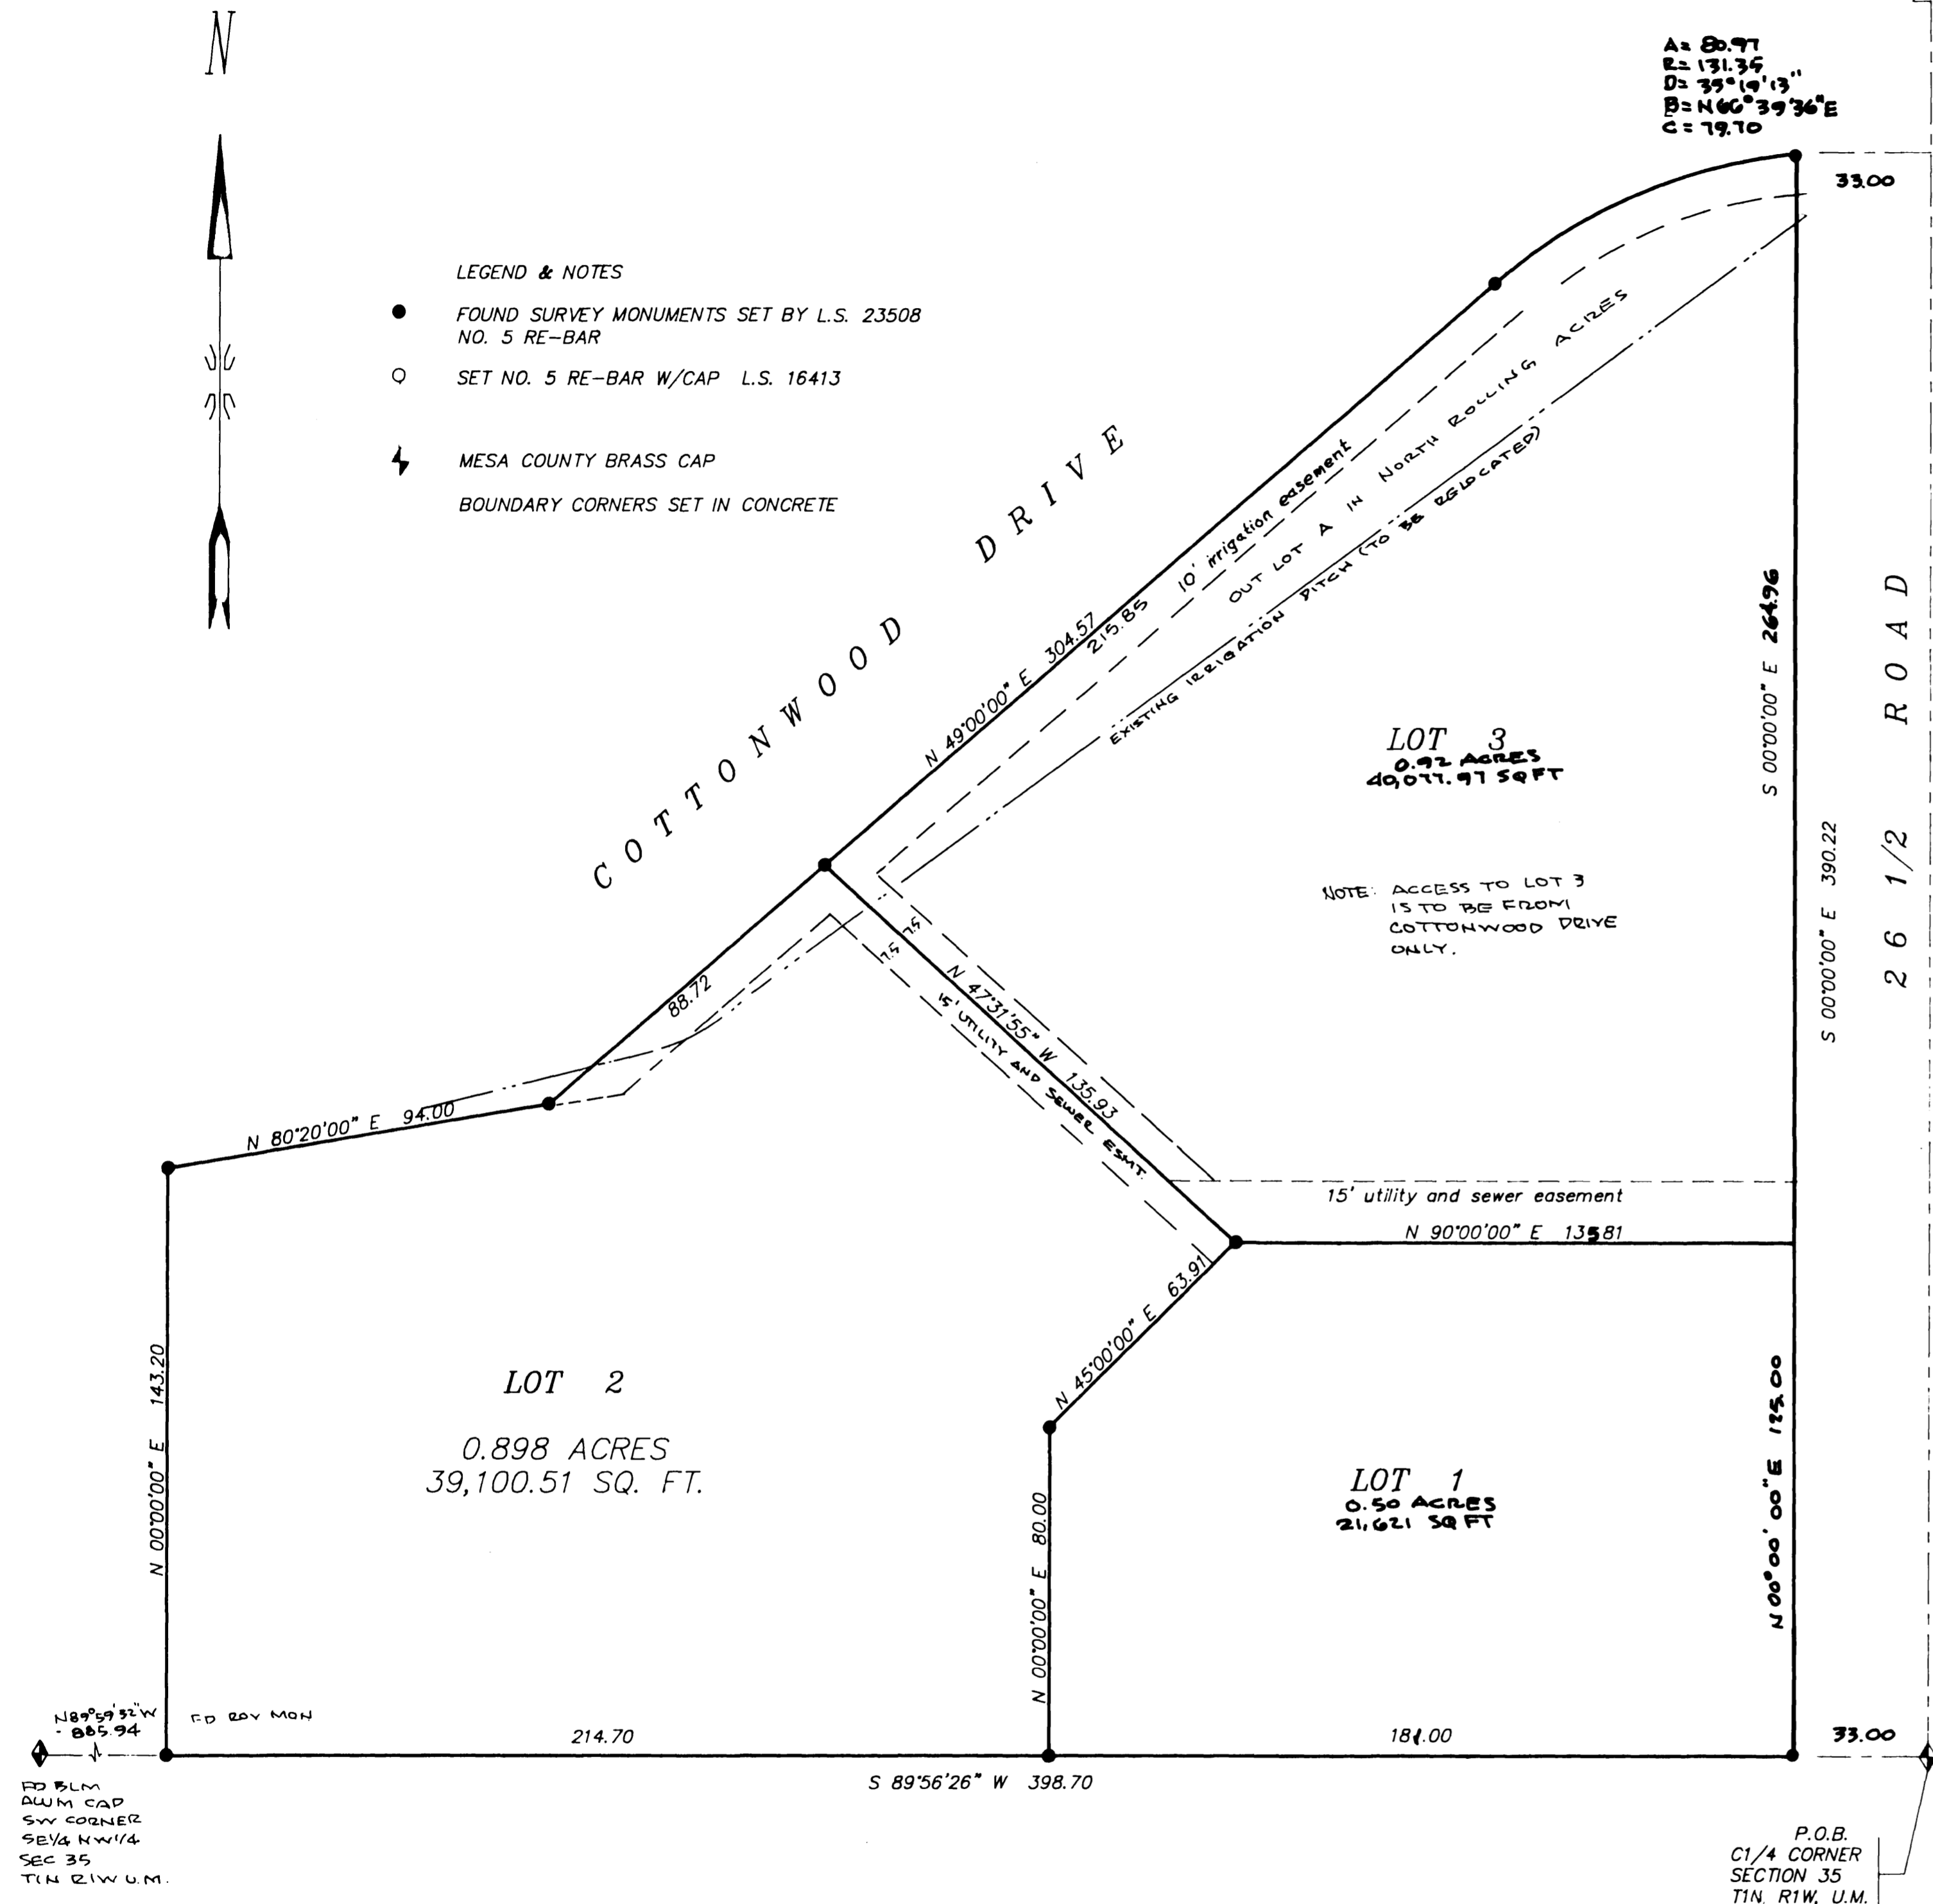 N
A= 80.97
R= 131.35
D= 35°19'13"
B= N66°39'36"E
C= 79.70
33.00
LEGEND & NOTES
FOUND SURVEY MONUMENTS SET BY L.S. 23508
NO. 5 RE-BAR
SET NO. 5 RE-BAR W/CAP L.S. 16413
MESA COUNTY BRASS CAP
BOUNDARY CORNERS SET IN CONCRETE
COTTONWOOD DRIVE
N 49°00'00" E 304.57
215.85
10' irrigation easement
OUT LOT A IN NORTH ROLLING ACRES
EXISTING IRRIGATION DITCH (TO BE RELOCATED)
S 00°00'00" E 264.96
26 1/2 ROAD
S 00°00'00" E 390.22
LOT 3
0.92 ACRES
40,077.97 SQ FT
NOTE: ACCESS TO LOT 3
IS TO BE FROM
COTTONWOOD DRIVE
ONLY.
88.72
7.5 7.5
N 47°31'55" W 135.93
15' UTILITY AND SEWER ESMT.
N 80°20'00" E 94.00
15' utility and sewer easement
N 90°00'00" E 135.81
N 45°00'00" E 63.91
N 00°00'00" E 143.20
LOT 2
0.898 ACRES
39,100.51 SQ. FT.
N 00°00'00" E 80.00
LOT 1
0.50 ACRES
21,621 SQ FT
N 00°00'00" E 125.00
N89°59'52"W
885.94
FD BDY MON
214.70
181.00
33.00
S 89°56'26" W 398.70
FD BLM
ALUM CAP
SW CORNER
SE1/4 NW1/4
SEC 35
T1N R1W U.M.
P.O.B.
C1/4 CORNER
SECTION 35
T1N, R1W, U.M.